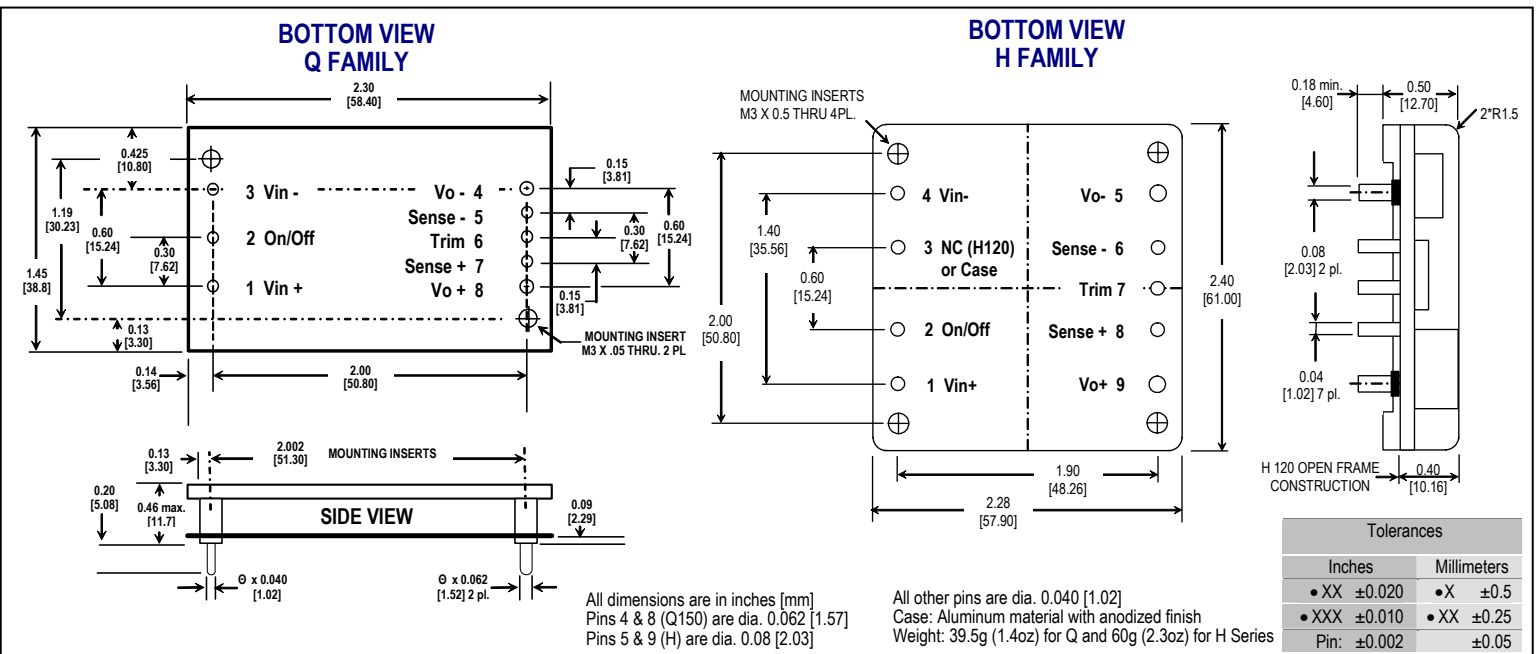 BOTTOM VIEW
Q FAMILY
2.30
[58.40]
0.425
[10.80]
1.19
[30.23]
0.60
[15.24]
0.30
[7.62]
1.45
[38.8]
0.13
[3.30]
0.14
[3.56]
3 Vin -
2 On/Off
1 Vin +
Vo - 4
Sense - 5
Trim 6
Sense + 7
Vo + 8
0.15
[3.81]
0.30
[7.62]
0.60
[15.24]
0.15
[3.81]
MOUNTING INSERT
M3 X .05 THRU. 2 PL
2.00
[50.80]
0.13
[3.30]
2.002
[51.30]
MOUNTING INSERTS
0.20
[5.08]
0.46 max.
[11.7]
SIDE VIEW
0.09
[2.29]
Θ x 0.040
[1.02]
Θ x 0.062
[1.52] 2 pl.
BOTTOM VIEW
H FAMILY
MOUNTING INSERTS
M3 X 0.5 THRU 4PL.
4 Vin-
3 NC (H120)
or Case
2 On/Off
1 Vin+
Vo- 5
Sense - 6
Trim 7
Sense + 8
Vo+ 9
1.40
[35.56]
0.60
[15.24]
2.00
[50.80]
2.40
[61.00]
1.90
[48.26]
2.28
[57.90]
0.18 min.
[4.60]
0.50
[12.70]
2*R1.5
0.08
[2.03] 2 pl.
0.04
[1.02] 7 pl.
H 120 OPEN FRAME
CONSTRUCTION
0.40
[10.16]
All dimensions are in inches [mm]
Pins 4 & 8 (Q150) are dia. 0.062 [1.57]
Pins 5 & 9 (H) are dia. 0.08 [2.03]
All other pins are dia. 0.040 [1.02]
Case: Aluminum material with anodized finish
Weight: 39.5g (1.4oz) for Q and 60g (2.3oz) for H Series
Tolerances
Inches Millimeters
• XX ±0.020 • X ±0.5
• XXX ±0.010 • XX ±0.25
Pin: ±0.002 ±0.05